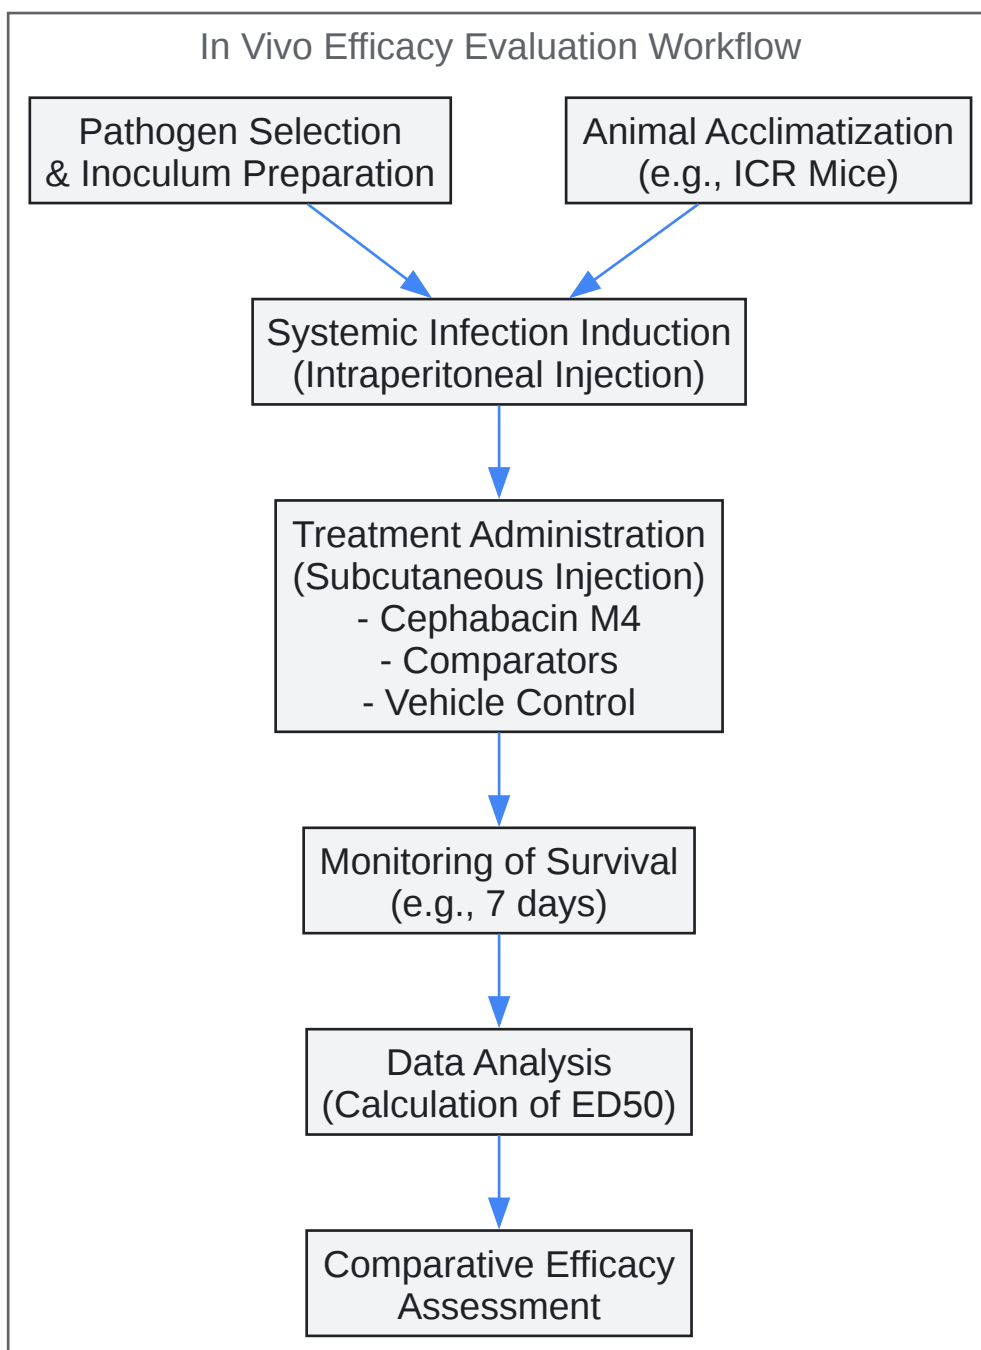 In Vivo Efficacy Evaluation Workflow
Pathogen Selection
& Inoculum Preparation
Animal Acclimatization
(e.g., ICR Mice)
Systemic Infection Induction
(Intraperitoneal Injection)
Treatment Administration
(Subcutaneous Injection)
- Cephabacin M4
- Comparators
- Vehicle Control
Monitoring of Survival
(e.g., 7 days)
Data Analysis
(Calculation of ED50)
Comparative Efficacy
Assessment